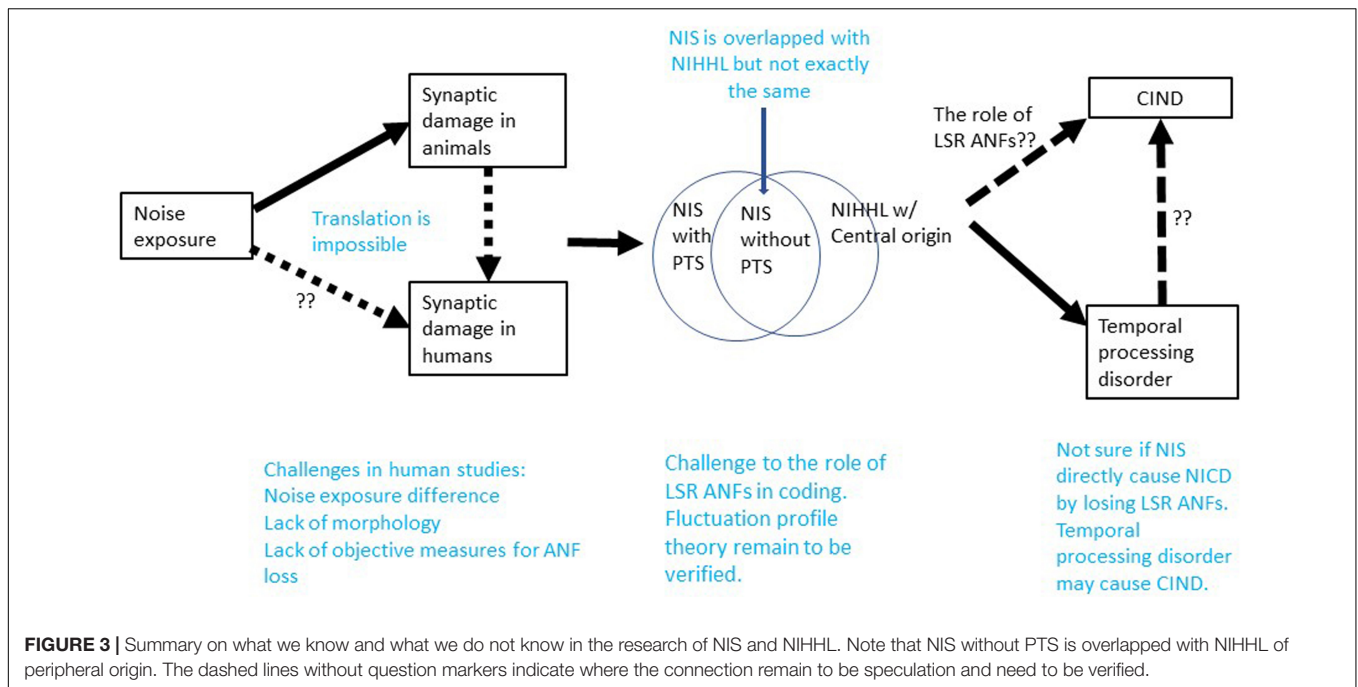 NIS is overlapped with
NIHHL but not exactly
the same
Synaptic
damage in
animals
CIND
The role of
LSR ANFs??
Noise
exposure
Translation is
impossible
NIS
with
PTS
NIS
without
PTS
NIHHL w/
Central origin
??
??
Synaptic
damage in
humans
Temporal
processing
disorder
Challenges in human studies:
Noise exposure difference
Lack of morphology
Lack of objective measures for ANF
loss
Challenge to the role of
LSR ANFs in coding.
Fluctuation profile
theory remain to be
verified.
Not sure if NIS
directly cause NICD
by losing LSR ANFs.
Temporal
processing disorder
may cause CIND.
FIGURE 3 | Summary on what we know and what we do not know in the research of NIS and NIHHL. Note that NIS without PTS is overlapped with NIHHL of
peripheral origin. The dashed lines without question markers indicate where the connection remain to be speculation and need to be verified.